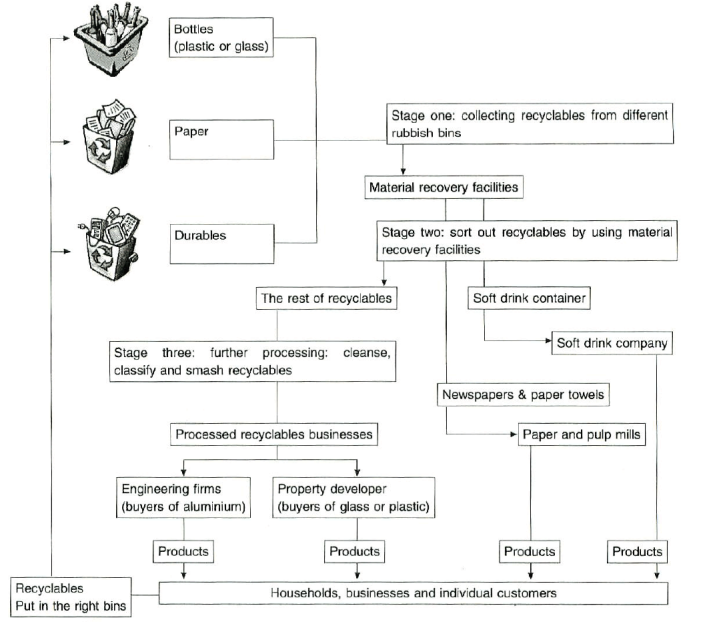 Bottles
(plastic or glass)
Paper
Stage one: collecting recyclables from different
rubbish bins
Material recovery facilities
Durables
Stage two: sort out recyclables by using material
recovery facilities
The rest of recyclables
Soft drink container
Soft drink company
Stage three: further processing: cleanse,
classify and smash recyclables
Newspapers & paper towels
Processed recyclables businesses
Paper and pulp mills
Engineering firms
(buyers of aluminium)
Property developer
(buyers of glass or plastic)
Products
Products
Products
Products
Recyclables
Put in the right bins
Households, businesses and individual customers